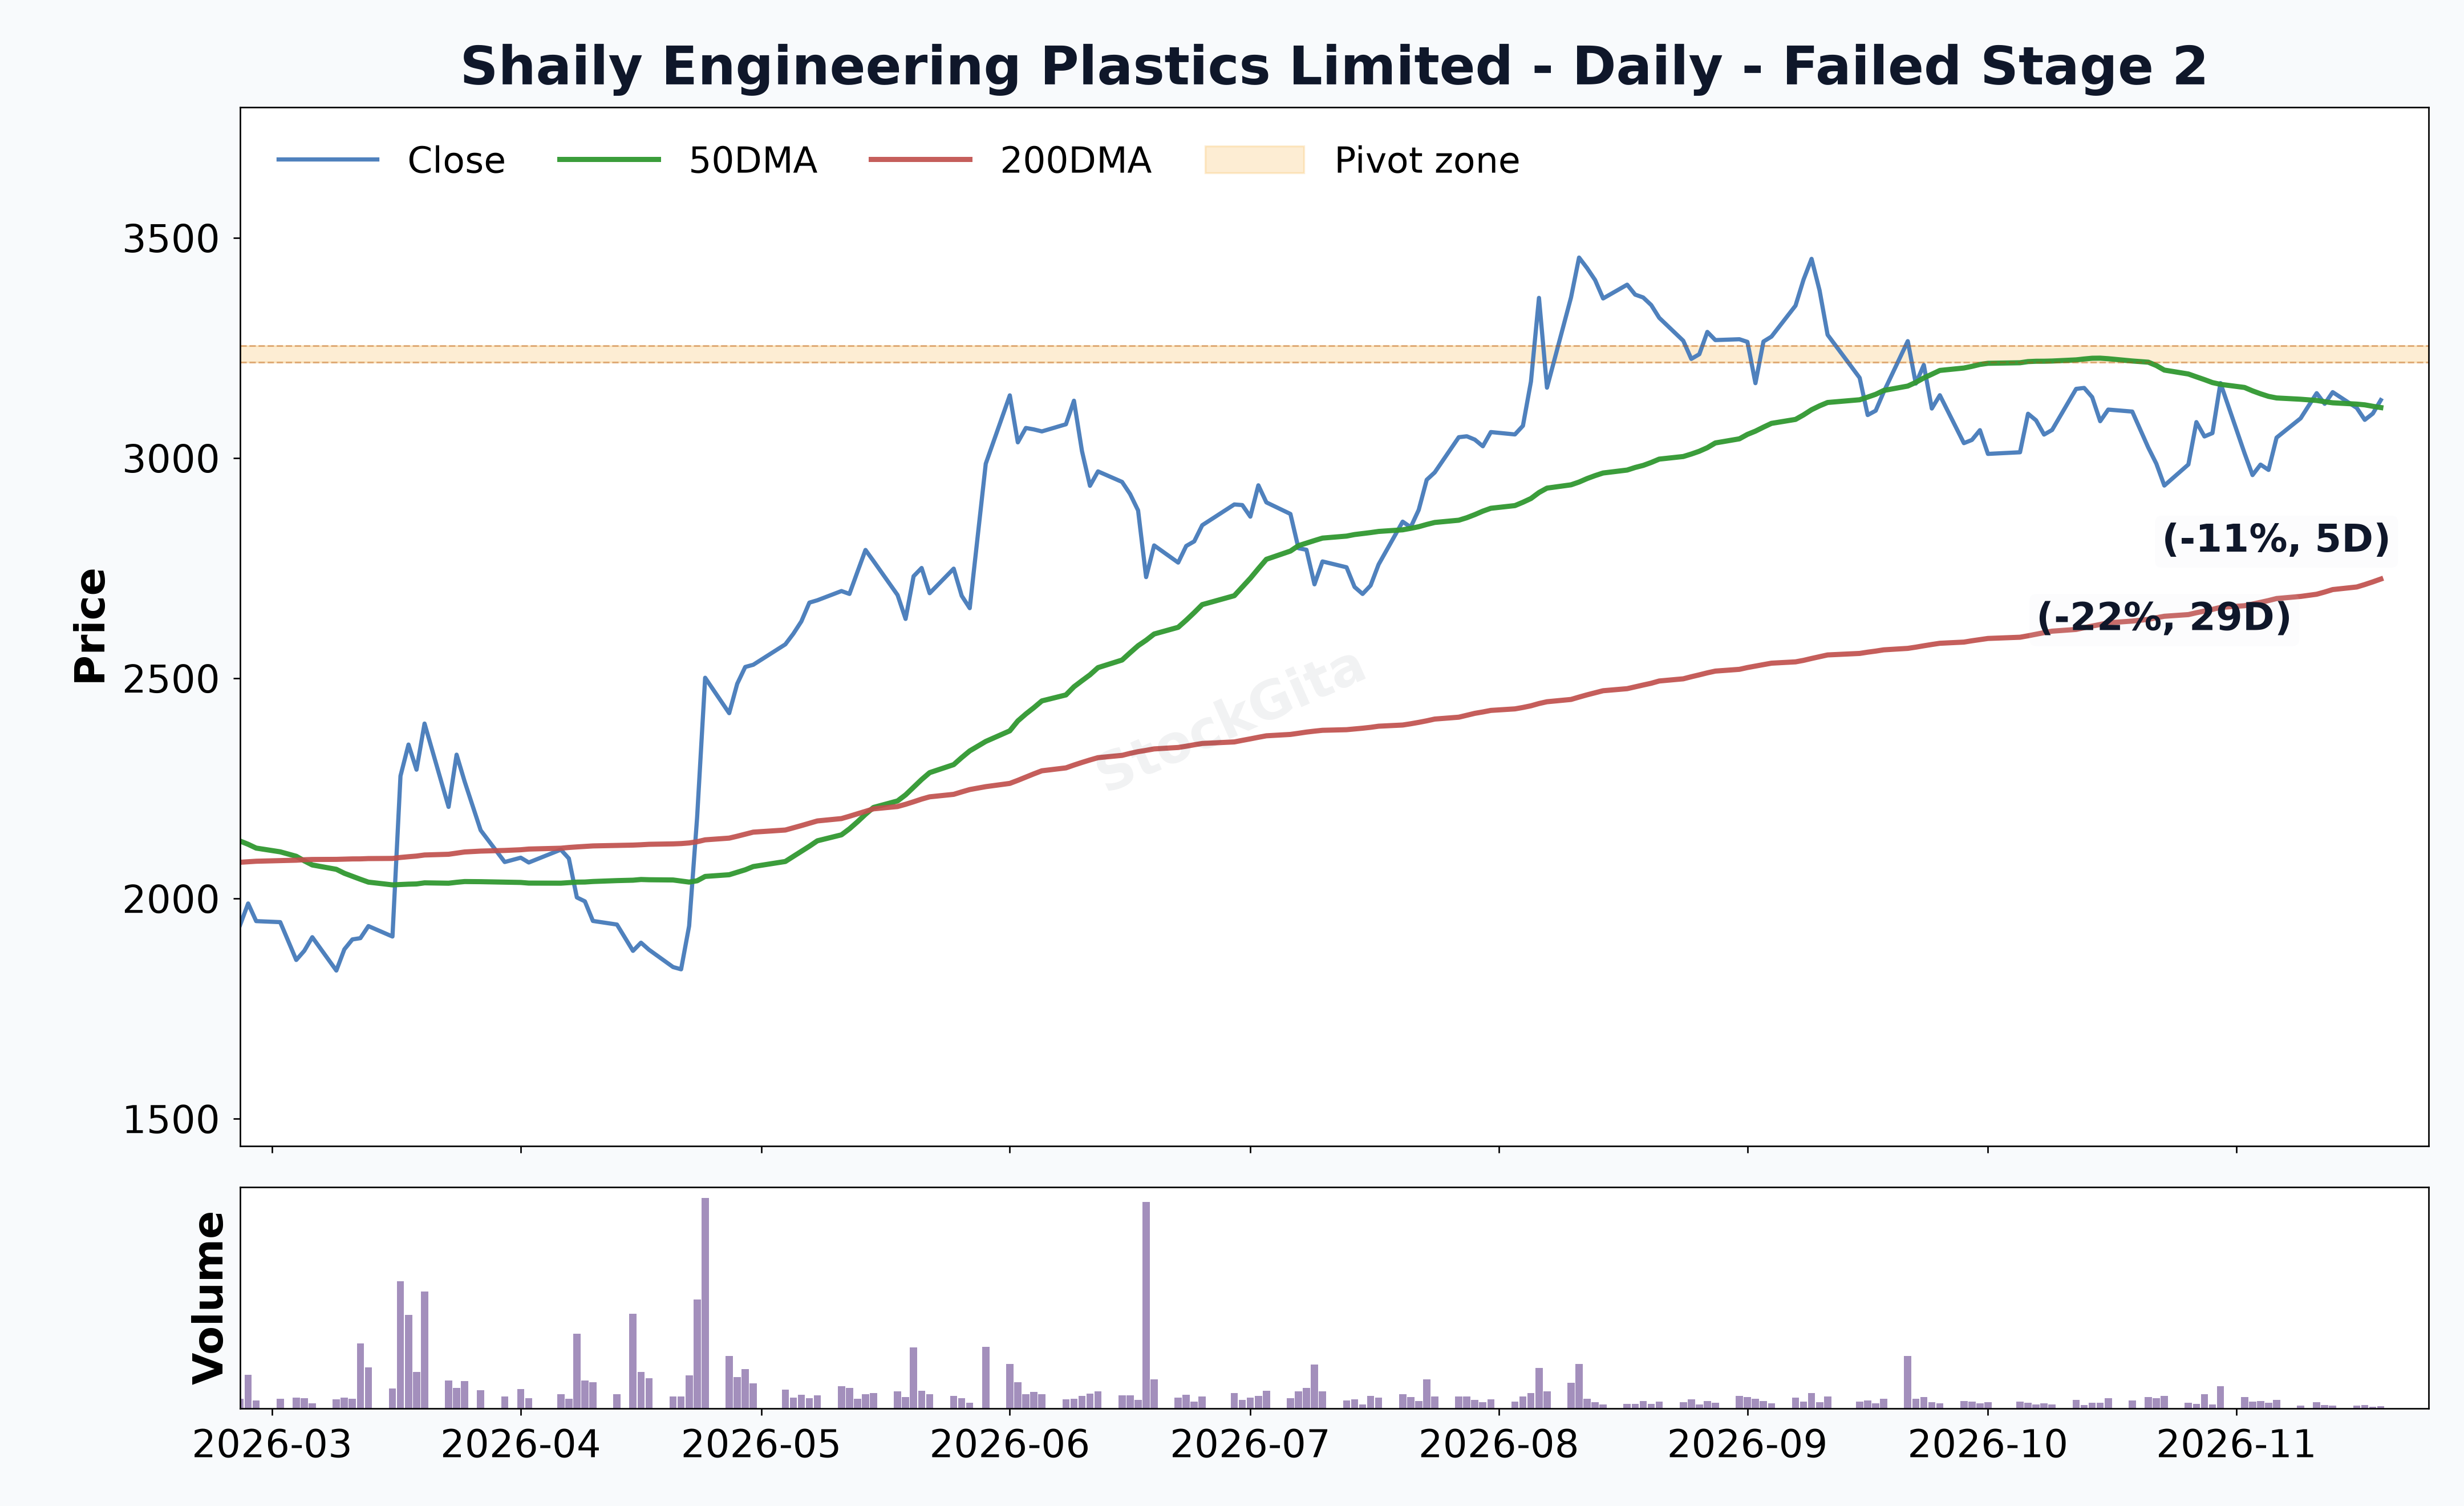 Shaily Engineering Plastics Limited - Daily - Failed Stage 2
Close 50DMA 200DMA Pivot zone
3500
3000
2500
2000
1500
Price
(-11%, 5D)
(-22%, 29D)
StockGita
Volume
2026-03 2026-04 2026-05 2026-06 2026-07 2026-08 2026-09 2026-10 2026-11